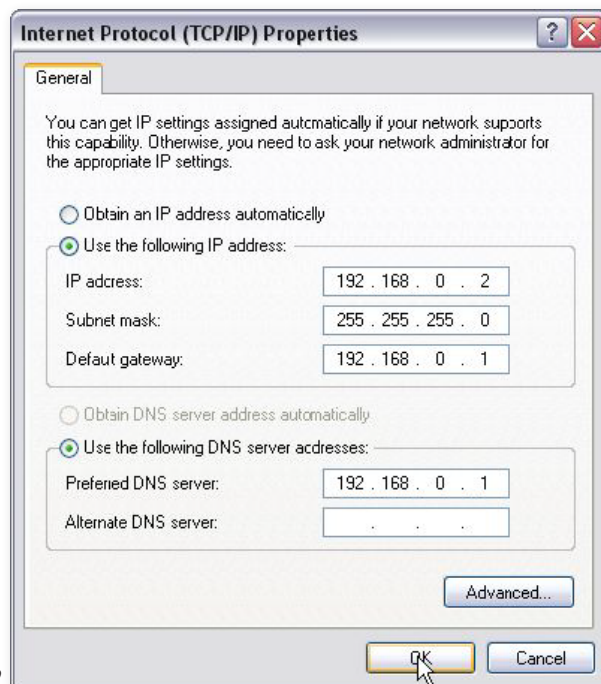 Internet Protocol (TCP/IP) Properties
General
You can get IP settings assigned automatically if your network supports
this capability. Otherwise, you need to ask your network administrator for
the appropriate IP settings.
Obtain an IP address automatically
Use the following IP address:
IP address: 192 . 168 . 0 . 2
Subnet mask: 255 . 255 . 255 . 0
Default gateway: 192 . 168 . 0 . 1
Obtain DNS server address automatically
Use the following DNS server addresses:
Preferred DNS server: 192 . 168 . 0 . 1
Alternate DNS server: . . .
Advanced...
OK Cancel